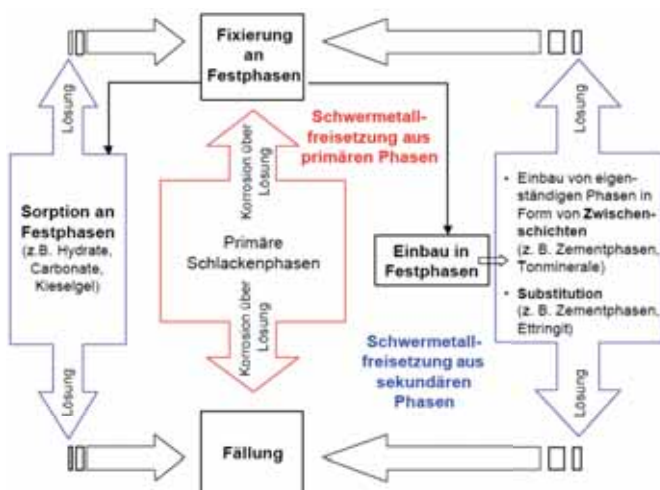 Fixierung
an
Festphasen
Lösung
Lösung
Schwermetall-
freisetzung aus
primären Phasen
Korrosion über
Lösung
Sorption an
Festphasen
(z.B. Hydrate,
Carbonate,
Kieselgel)
Primäre
Schlackenphasen
Einbau in
Festphasen
• Einbau von eigen-
ständigen Phasen in
Form von Zwischen-
schichten
(z. B. Zementphasen,
Tonminerale)
• Substitution
(z. B. Zementphasen,
Ettringit)
Korrosion über
Lösung
Schwermetall-
freisetzung aus
sekundären
Phasen
Lösung
Lösung
Fällung